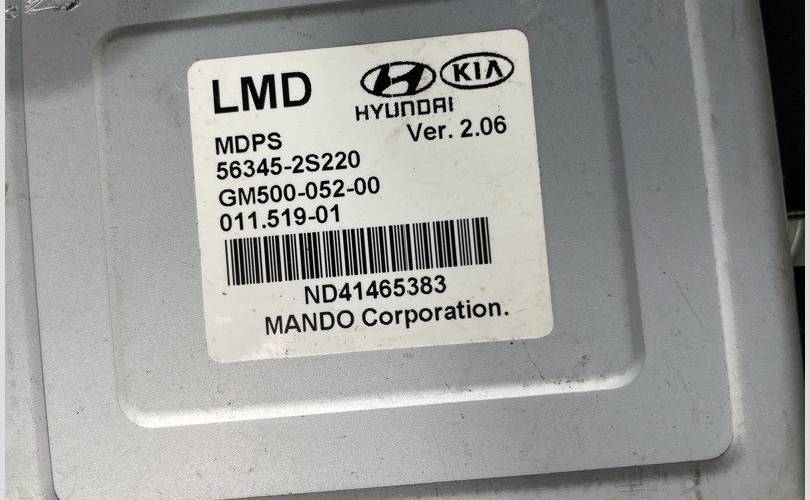 LMD
HYUNDAI
KIA
MDPS
Ver. 2.06
56345-2S220
GM500-052-00
011.519-01
ND41465383
MANDO Corporation.